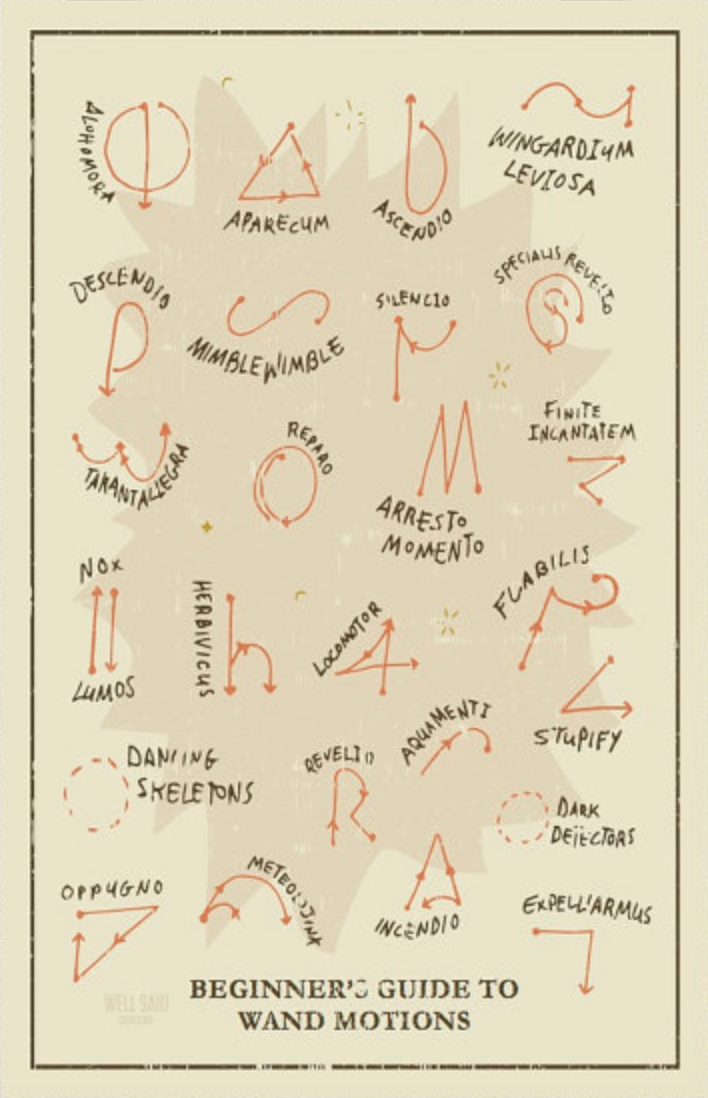 ALOHOMORA
APARECUM
ASCENDIO
WINGARDIUM
LEVIOSA
DESCENDIO
MIMBLEWIMBLE
SILENCIO
SPECIALIS REVELIO
TARANTALLEGRA
REPARO
ARRESTO
MOMENTO
FINITE
INCANTATEM
NOX
LUMOS
HERBIVICUS
LOCOMOTOR
FLABILIS
STUPIFY
DANCING
SKELETONS
REVELIO
AQUAMENTI
DARK
DETECTORS
OPPUGNO
METEOLOJINX
INCENDIO
EXPELLIARMUS
WELL SAID
BEGINNER'S GUIDE TO
WAND MOTIONS